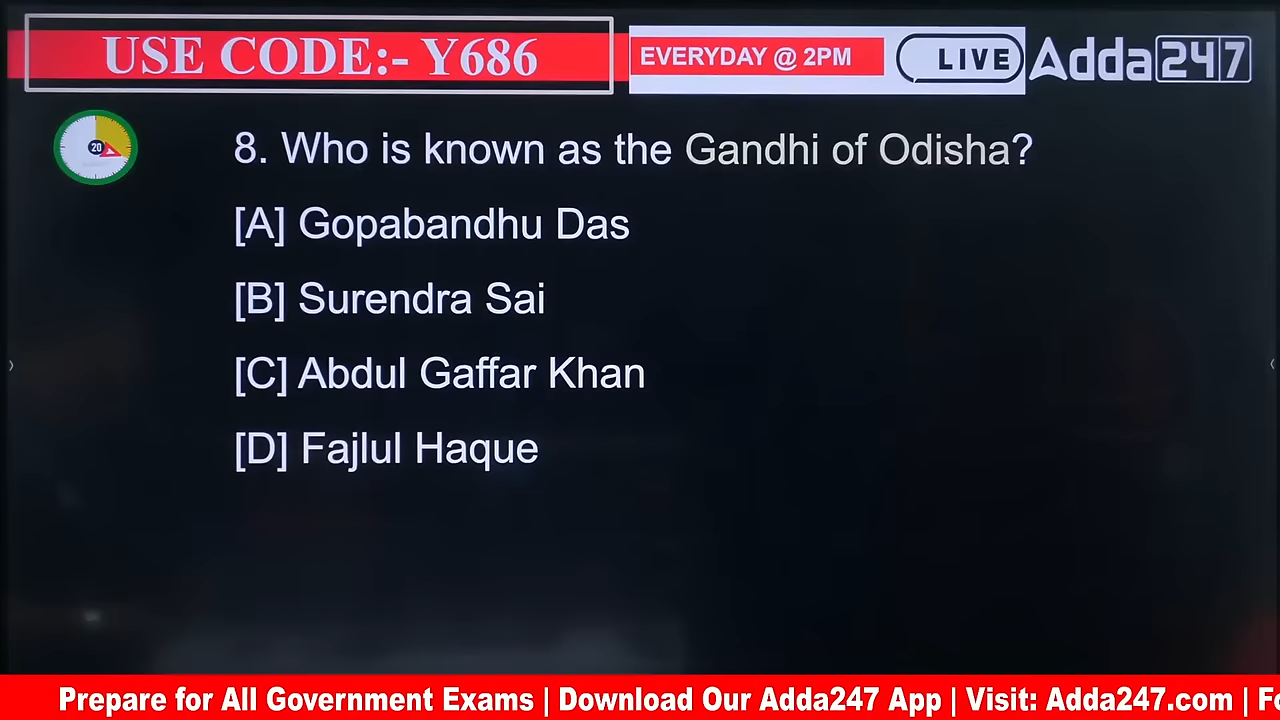 USE CODE:- Y686
EVERYDAY @ 2PM
LIVE
Adda247
20
8. Who is known as the Gandhi of Odisha?
[A] Gopabandhu Das
[B] Surendra Sai
[C] Abdul Gaffar Khan
[D] Fajlul Haque
Prepare for All Government Exams | Download Our Adda247 App | Visit: Adda247.com | Fo